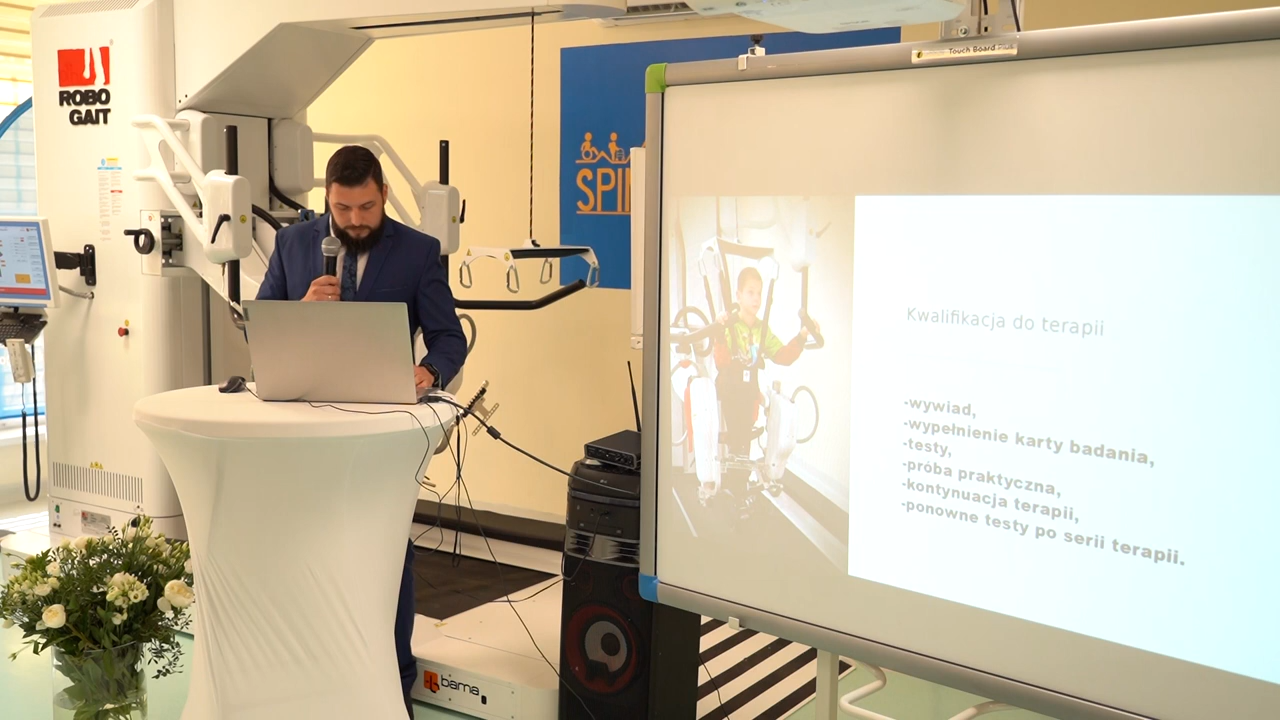 ROBO
GAIT
Touch Board Plus
SPIN
Kwalifikacja do terapii
-wywiad,
-wypełnienie karty badania,
-testy,
-próba praktyczna,
-kontynuacja terapii,
-ponowne testy po serii terapii.
bama